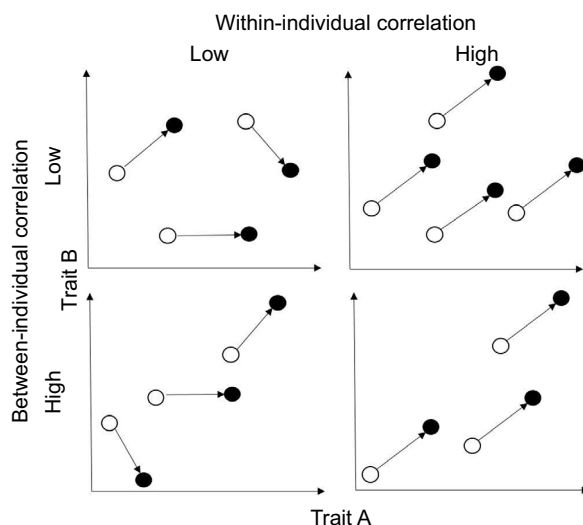 Within-individual correlation
Low
High
Between-individual correlation
Low
High
Trait B
Trait A